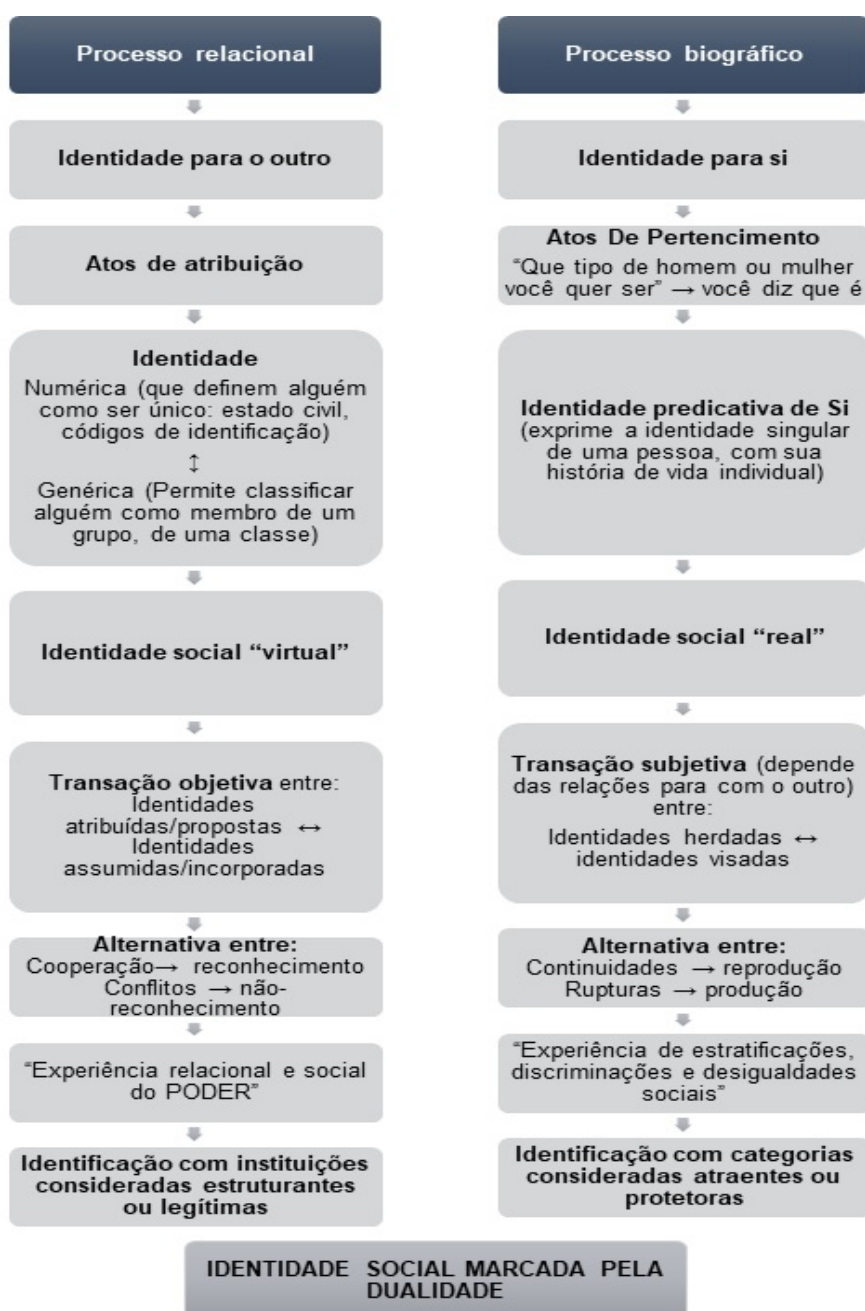 Processo relacional
Identidade para o outro
Atos de atribuição
Identidade
Numérica (que definem alguém
como ser único: estado civil,
códigos de identificação)
↕
Genérica (Permite classificar
alguém como membro de um
grupo, de uma classe)
Identidade social “virtual”
Transação objetiva entre:
Identidades
atribuídas/propostas ↔
Identidades
assumidas/incorporadas
Alternativa entre:
Cooperação→ reconhecimento
Conflitos → não-
reconhecimento
“Experiência relacional e social
do PODER”
Identificação com instituições
consideradas estruturantes
ou legítimas
Processo biográfico
Identidade para si
Atos De Pertencimento
“Que tipo de homem ou mulher
você quer ser” → você diz que é
Identidade predicativa de Si
(exprime a identidade singular
de uma pessoa, com sua
história de vida individual)
Identidade social “real”
Transação subjetiva (depende
das relações para com o outro)
entre:
Identidades herdadas ↔
identidades visadas
Alternativa entre:
Continuidades → reprodução
Rupturas → produção
“Experiência de estratificações,
discriminações e desigualdades
sociais”
Identificação com categorias
consideradas atraentes ou
protetoras
IDENTIDADE SOCIAL MARCADA PELA
DUALIDADE